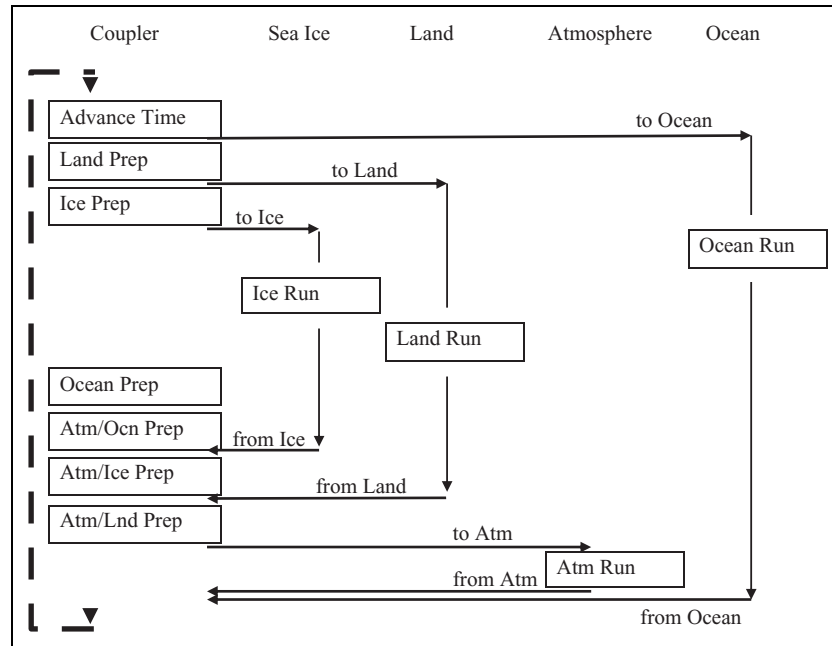 Coupler Sea Ice Land Atmosphere Ocean
Advance Time
to Ocean
Land Prep
to Land
Ice Prep
to Ice
Ocean Run
Ice Run
Land Run
Ocean Prep
Atm/Ocn Prep
from Ice
Atm/Ice Prep
from Land
Atm/Lnd Prep
to Atm
Atm Run
from Atm
from Ocean